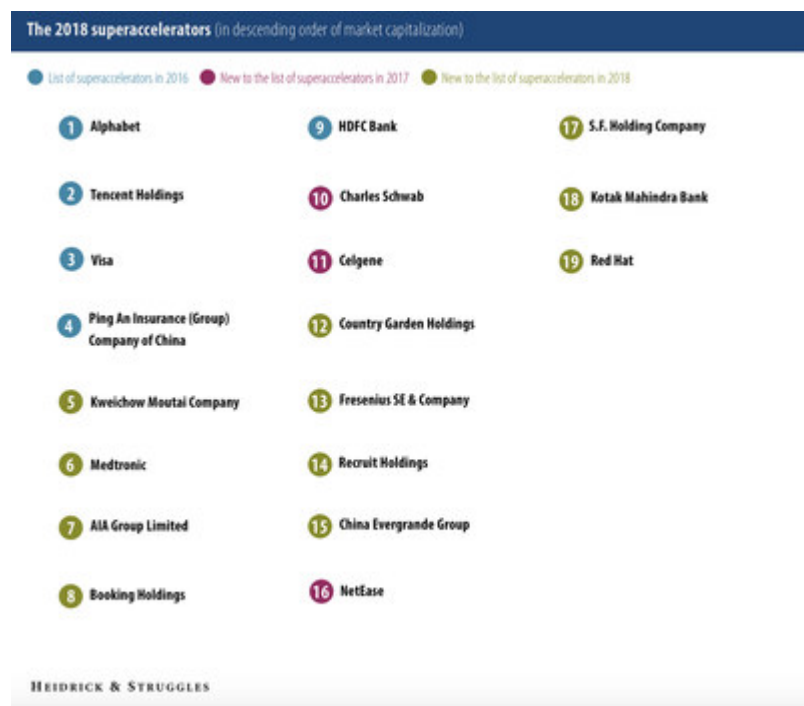 The 2018 superaccelerators (in descending order of market capitalization)
List of superaccelerators in 2016 New to the list of superaccelerators in 2017 New to the list of superaccelerators in 2018
1 Alphabet
2 Tencent Holdings
3 Visa
4 Ping An Insurance (Group)
Company of China
5 Kweichow Moutai Company
6 Medtronic
7 AIA Group Limited
8 Booking Holdings
9 HDFC Bank
10 Charles Schwab
11 Celgene
12 Country Garden Holdings
13 Fresenius SE & Company
14 Recruit Holdings
15 China Evergrande Group
16 NetEase
17 S.F. Holding Company
18 Kotak Mahindra Bank
19 Red Hat
HEIDRICK & STRUGGLES